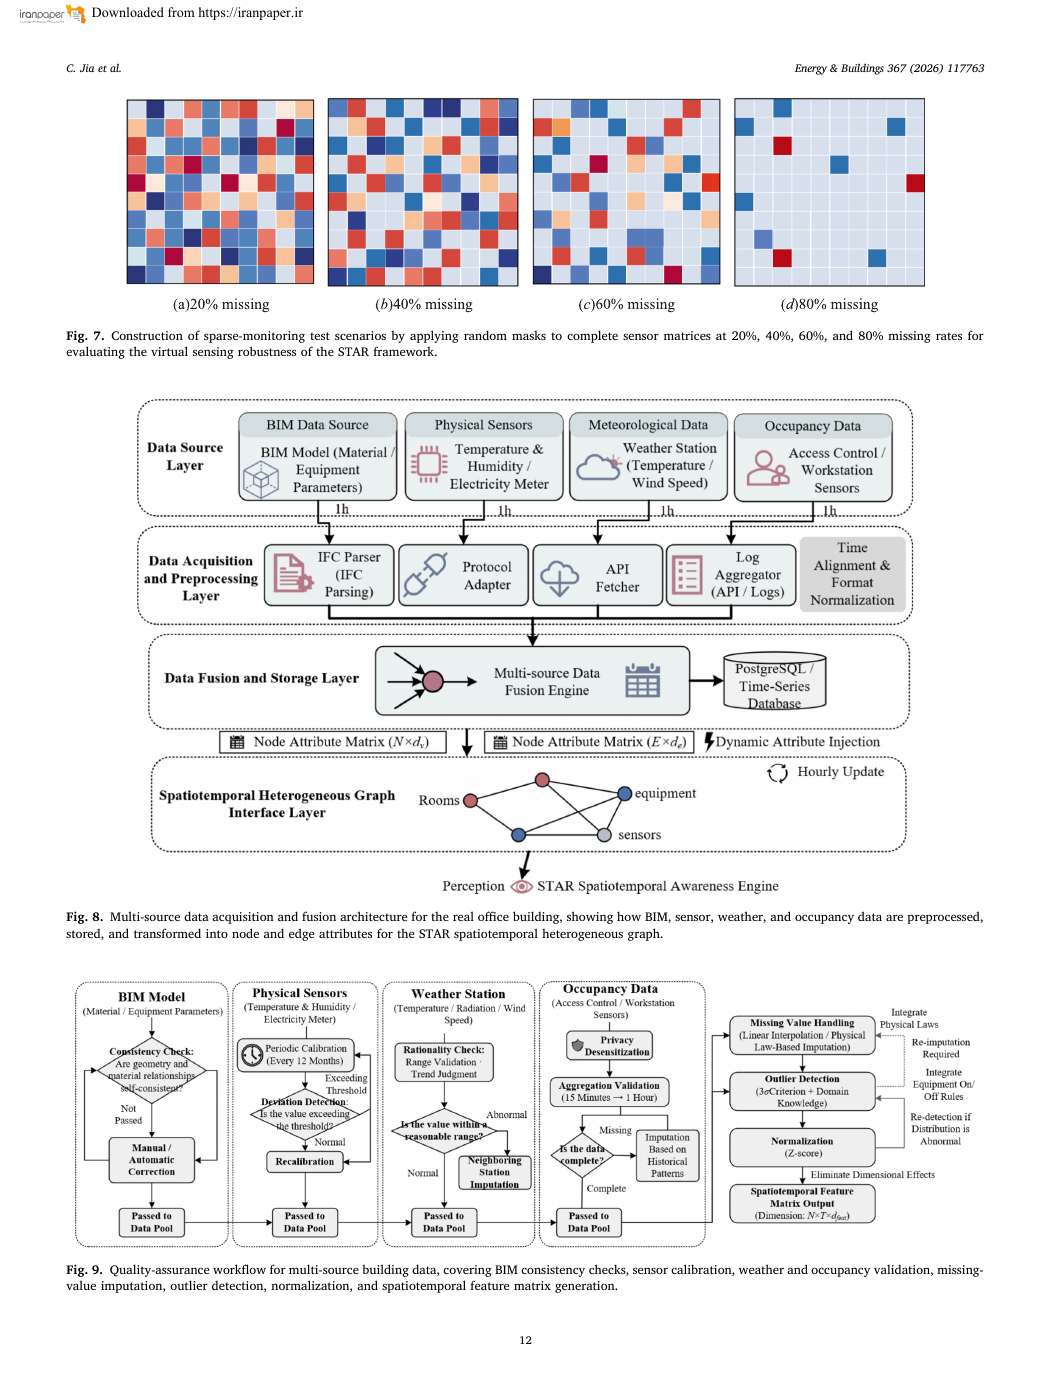 iranpaper Downloaded from https://iranpaper.ir
C. Jia et al.
Energy & Buildings 367 (2026) 117763
(a)20% missing
(b)40% missing
(c)60% missing
(d)80% missing
Fig. 7. Construction of sparse-monitoring test scenarios by applying random masks to complete sensor matrices at 20%, 40%, 60%, and 80% missing rates for
evaluating the virtual sensing robustness of the STAR framework.
Data Source
Layer
BIM Data Source
BIM Model (Material /
Equipment
Parameters)
Physical Sensors
Temperature &
Humidity /
Electricity Meter
Meteorological Data
Weather Station
(Temperature /
Wind Speed)
Occupancy Data
Access Control /
Workstation
Sensors
1h
1h
1h
1h
Data Acquisition
and Preprocessing
Layer
IFC Parser
(IFC
Parsing)
Protocol
Adapter
API
Fetcher
Log
Aggregator
(API / Logs)
Time
Alignment &
Format
Normalization
Data Fusion and Storage Layer
Multi-source Data
Fusion Engine
PostgreSQL /
Time-Series
Database
Node Attribute Matrix (N×dv)
Node Attribute Matrix (E×de)
Dynamic Attribute Injection
Hourly Update
Spatiotemporal Heterogeneous Graph
Interface Layer
Rooms
equipment
sensors
Perception
STAR Spatiotemporal Awareness Engine
Fig. 8. Multi-source data acquisition and fusion architecture for the real office building, showing how BIM, sensor, weather, and occupancy data are preprocessed,
stored, and transformed into node and edge attributes for the STAR spatiotemporal heterogeneous graph.
BIM Model
(Material / Equipment Parameters)
Consistency Check:
Are geometry and
material relationships
self-consistent?
Not
Passed
Manual /
Automatic
Correction
Passed to
Data Pool
Physical Sensors
(Temperature & Humidity /
Electricity Meter)
Periodic Calibration
(Every 12 Months)
Exceeding
Threshold
Deviation Detection:
Is the value exceeding
the threshold?
Normal
Recalibration
Passed to
Data Pool
Weather Station
(Temperature / Radiation / Wind
Speed)
Rationality Check:
Range Validation ·
Trend Judgment
Abnormal
Is the value within a
reasonable range?
Normal
Neighboring
Station
Imputation
Passed to
Data Pool
Occupancy Data
(Access Control / Workstation
Sensors)
Privacy
Desensitization
Aggregation Validation
(15 Minutes → 1 Hour)
Missing
Is the data
complete?
Imputation
Based on
Historical
Patterns
Complete
Passed to
Data Pool
Missing Value Handling
(Linear Interpolation / Physical
Law-Based Imputation)
Outlier Detection
(3σCriterion + Domain
Knowledge)
Normalization
(Z-score)
Eliminate Dimensional Effects
Spatiotemporal Feature
Matrix Output
(Dimension: N×T×dfeat)
Integrate
Physical Laws
Re-imputation
Required
Integrate
Equipment On/
Off Rules
Re-detection if
Distribution is
Abnormal
Fig. 9. Quality-assurance workflow for multi-source building data, covering BIM consistency checks, sensor calibration, weather and occupancy validation, missing-
value imputation, outlier detection, normalization, and spatiotemporal feature matrix generation.
12